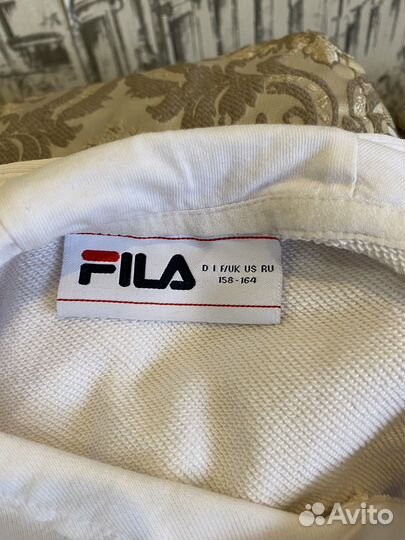 FILA
D I F/UK US RU
158-164
Avito